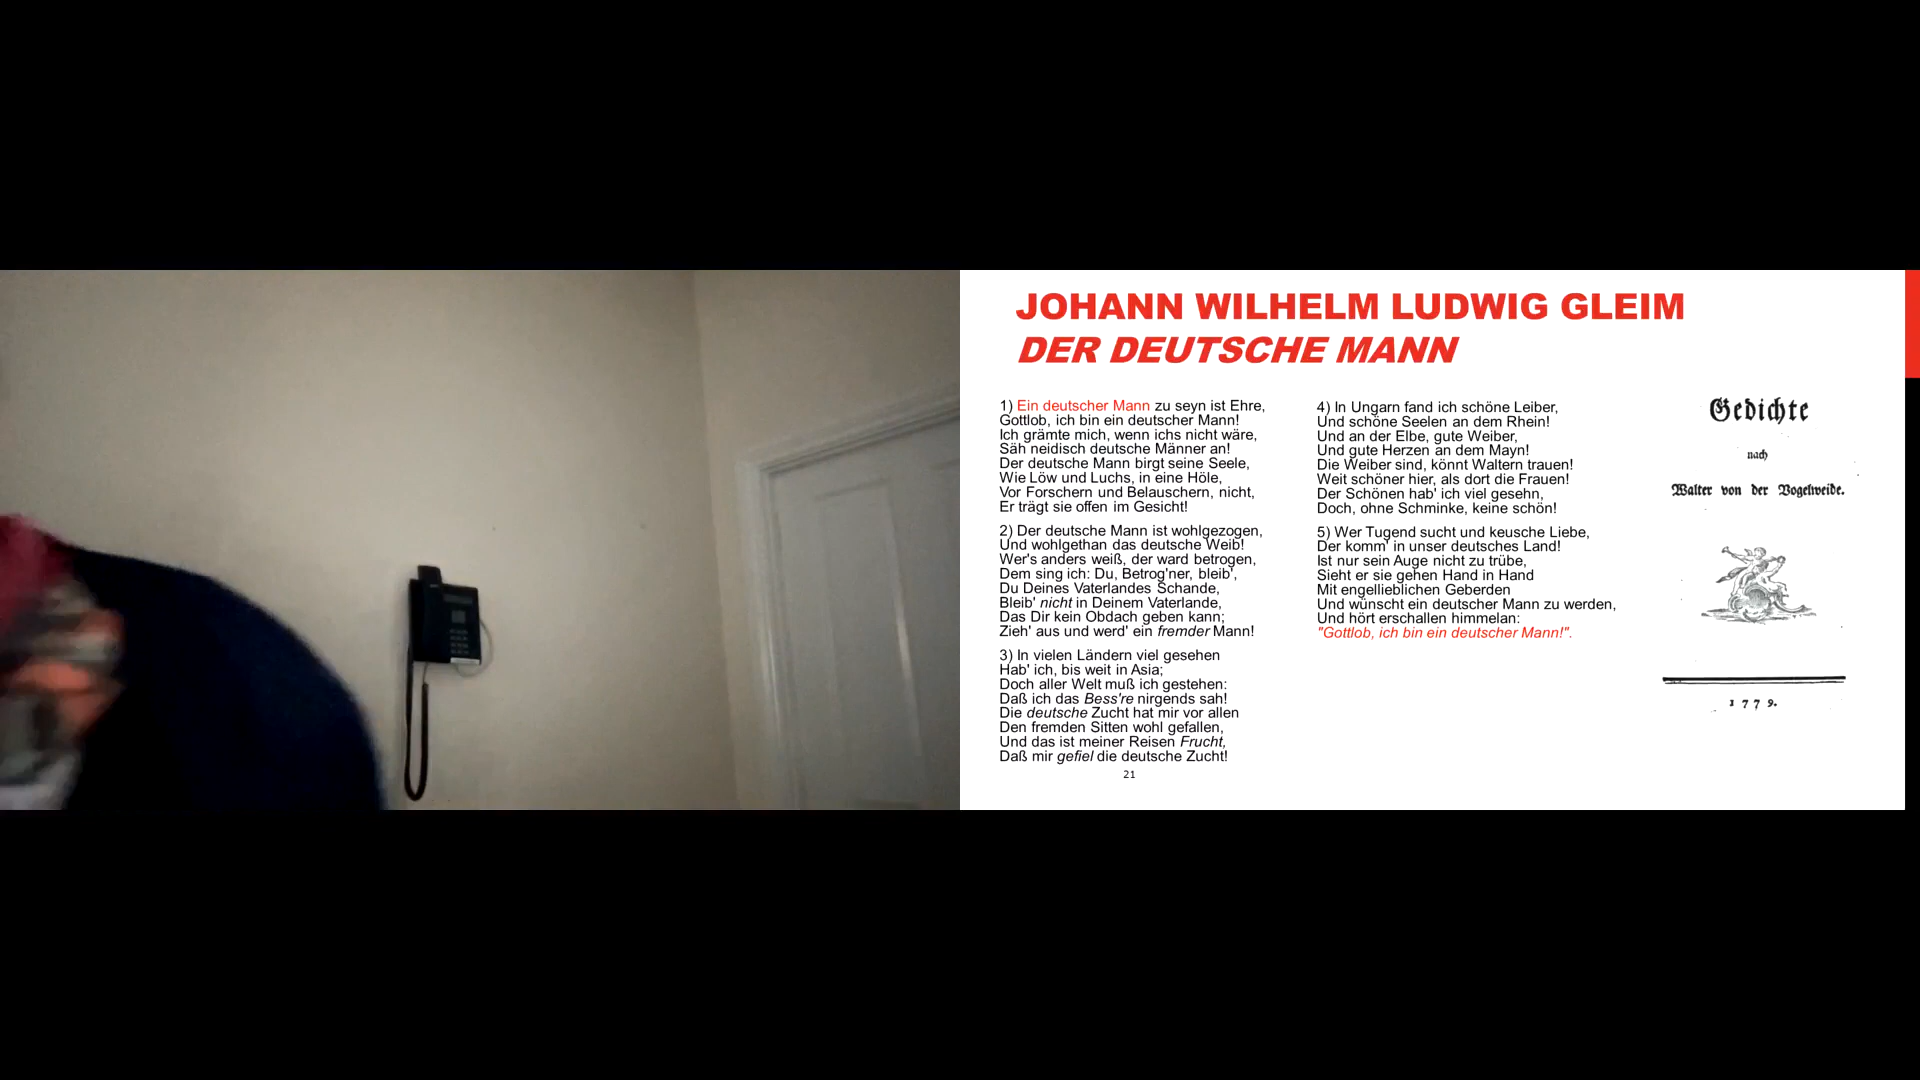 JOHANN WILHELM LUDWIG GLEIM
DER DEUTSCHE MANN
1) Ein deutscher Mann zu seyn ist Ehre,
Gottlob, ich bin ein deutscher Mann!
Ich grämte mich, wenn ichs nicht wäre,
Säh neidisch deutsche Männer an!
Der deutsche Mann birgt seine Seele,
Wie Löw und Luchs, in eine Höle,
Vor Forschern und Belauschern, nicht,
Er trägt sie offen im Gesicht!
2) Der deutsche Mann ist wohlgezogen,
Und wohlgethan das deutsche Weib!
Wer's anders weiß, der ward betrogen,
Dem sing ich: Du, Betrog'ner, bleib',
Du Deines Vaterlandes Schande,
Bleib' nicht in Deinem Vaterlande,
Das Dir kein Obdach geben kann;
Zieh' aus und werd' ein fremder Mann!
3) In vielen Ländern viel gesehen
Hab' ich, bis weit in Asia;
Doch aller Welt muß ich gestehen:
Daß ich das Bess're nirgends sah!
Die deutsche Zucht hat mir vor allen
Den fremden Sitten wohl gefallen,
Und das ist meiner Reisen Frucht,
Daß mir gefiel die deutsche Zucht!
4) In Ungarn fand ich schöne Leiber,
Und schöne Seelen an dem Rhein!
Und an der Elbe, gute Weiber,
Und gute Herzen an dem Mayn!
Die Weiber sind, könnt Waltern trauen!
Weit schöner hier, als dort die Frauen!
Der Schönen hab' ich viel gesehn,
Doch, ohne Schminke, keine schön!
5) Wer Tugend sucht und keusche Liebe,
Der komm' in unser deutsches Land!
Ist nur sein Auge nicht zu trübe,
Sieht er sie gehen Hand in Hand
Mit engellieblichen Geberden
Und wünscht ein deutscher Mann zu werden,
Und hört erschallen himmelan:
"Gottlob, ich bin ein deutscher Mann!".
Gedichte
nach
Walter von der Vogelweide.
1779.
21